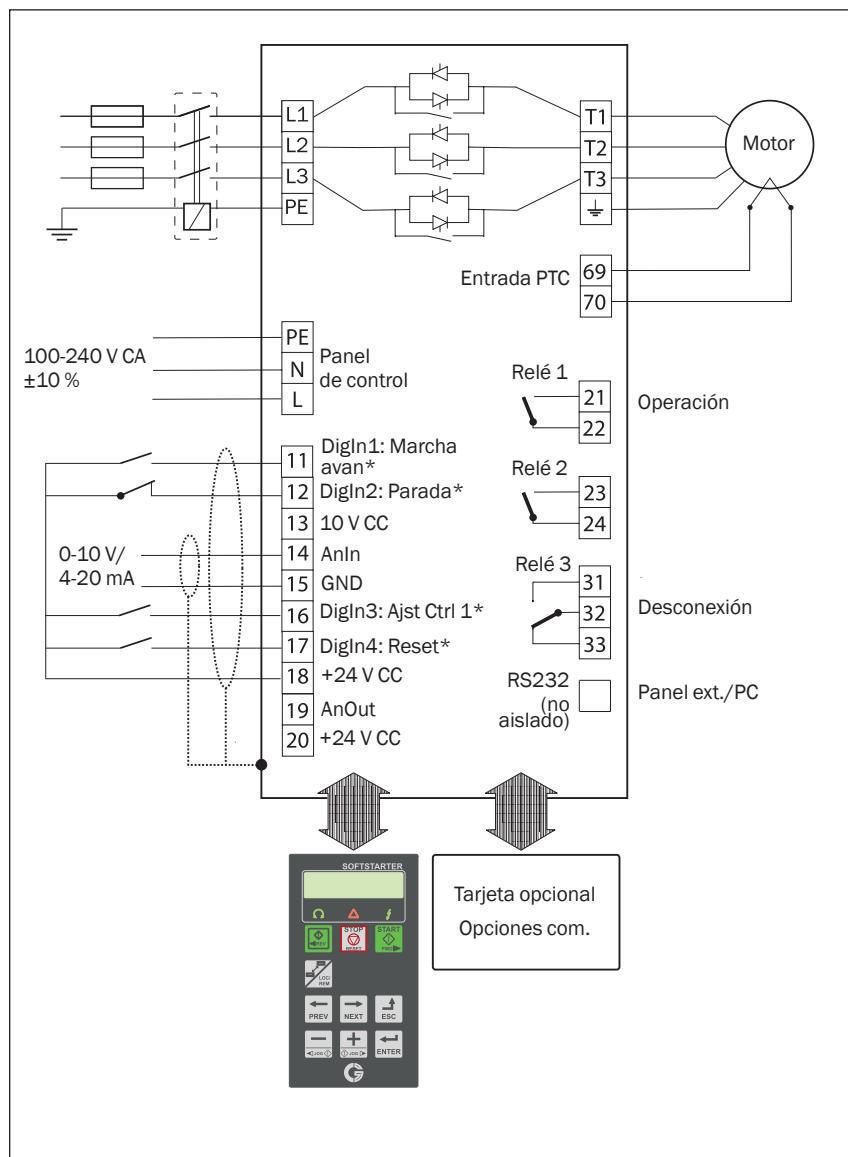 L1
L2
L3
PE
T1
T2
T3
Motor
Entrada PTC
69
70
100-240 V CA
±10 %
PE
N
L
Panel
de control
Relé 1
21
22
Operación
11
DigIn1: Marcha
avan*
12
DigIn2: Parada*
13
10 V CC
0-10 V/
4-20 mA
14
AnIn
15
GND
16
DigIn3: Ajst Ctrl 1*
17
DigIn4: Reset*
18
+24 V CC
19
AnOut
20
+24 V CC
Relé 2
23
24
Relé 3
31
32
33
Desconexión
RS232
(no
aislado)
Panel ext./PC
SOFTSTARTER
REV
STOP
RESET
START
FWD
LOC/
REM
PREV
NEXT
ESC
−
JOG
+
JOG
ENTER
Tarjeta opcional
Opciones com.